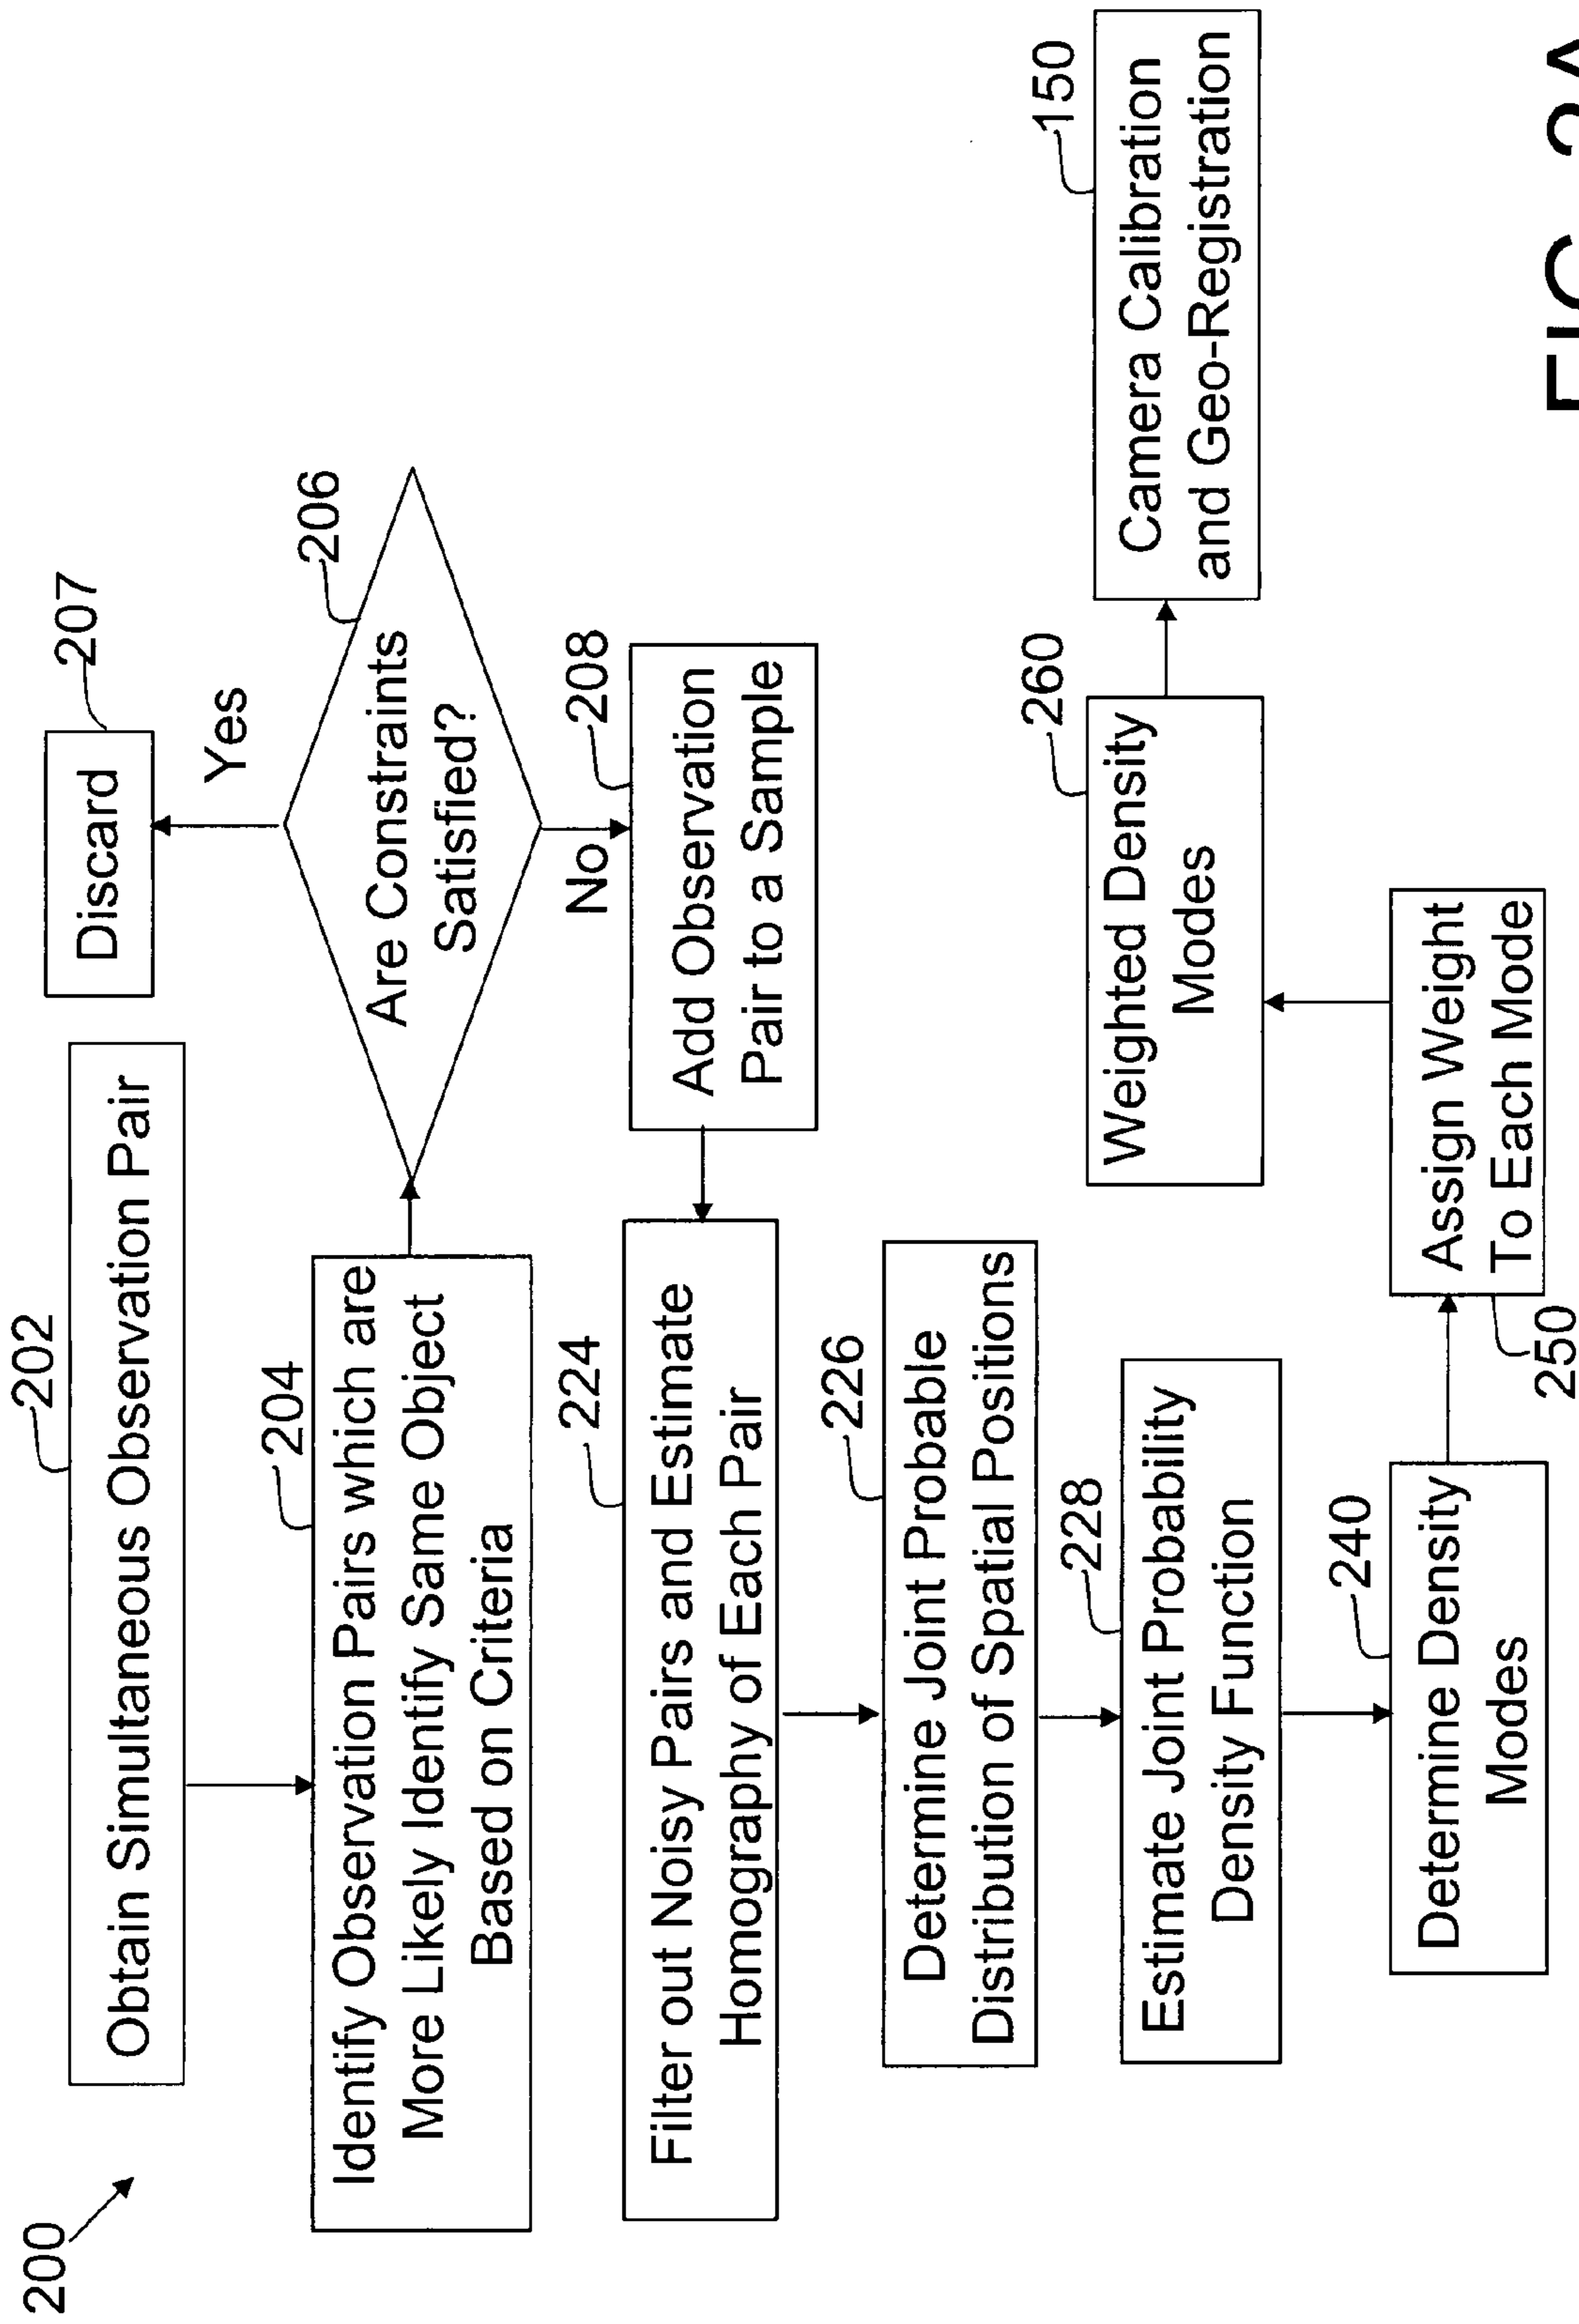 200
202
Obtain Simultaneous Observation Pair
204
Identify Observation Pairs which are
More Likely Identify Same Object
Based on Criteria
206
Are Constraints
Satisfied?
Yes
207
Discard
No
208
Add Observation
Pair to a Sample
224
Filter out Noisy Pairs and Estimate
Homography of Each Pair
226
Determine Joint Probable
Distribution of Spatial Positions
228
Estimate Joint Probability
Density Function
240
Determine Density
Modes
250
Assign Weight
To Each Mode
260
Weighted Density
Modes
150
Camera Calibration
and Geo-Registration